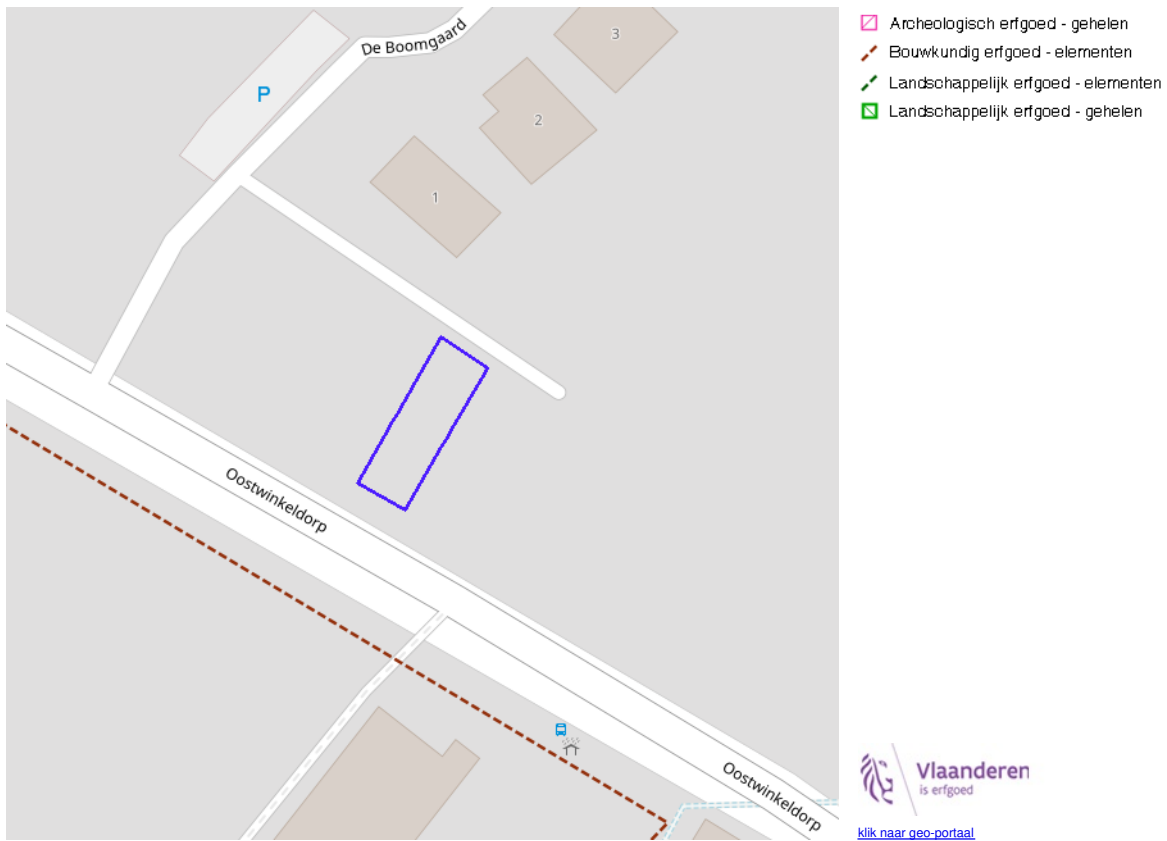 De Boomgaard
P
3
2
1
Oostwinkeldorp
Oostwinkeldorp
Archeologisch erfgoed - gehelen
Bouwkundig erfgoed - elementen
Landschappelijk erfgoed - elementen
Landschappelijk erfgoed - gehelen
Vlaanderen
is erfgoed
klik naar geo-portaal